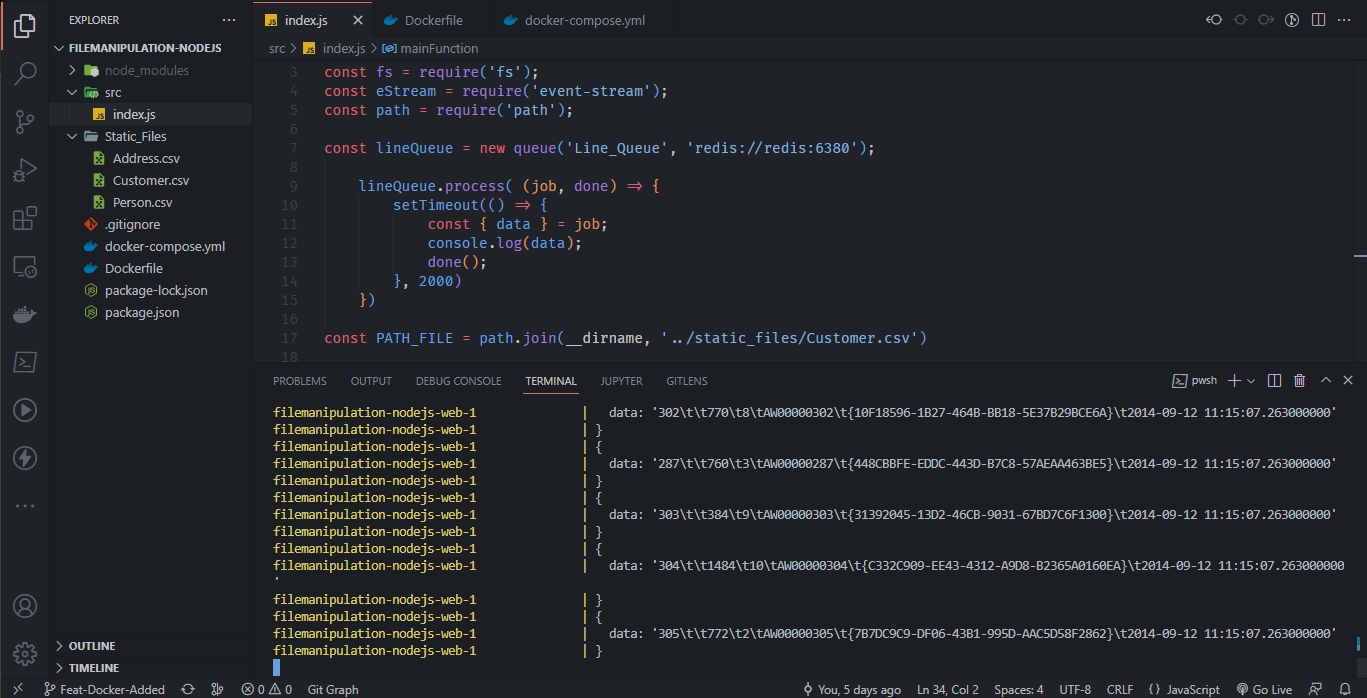 EXPLORER
FILEMANIPULATION-NODEJS
node_modules
src
index.js
Static_Files
Address.csv
Customer.csv
Person.csv
.gitignore
docker-compose.yml
Dockerfile
package-lock.json
package.json
OUTLINE
TIMELINE
index.js Dockerfile docker-compose.yml
src > index.js > mainFunction
3 const fs = require('fs');
4 const eStream = require('event-stream');
5 const path = require('path');
6
7 const lineQueue = new queue('Line_Queue', 'redis://redis:6380');
8
9 lineQueue.process( (job, done) => {
10 setTimeout(() => {
11 const { data } = job;
12 console.log(data);
13 done();
14 }, 2000)
15 })
16
17 const PATH_FILE = path.join(__dirname, '../static_files/Customer.csv')
18
PROBLEMS OUTPUT DEBUG CONSOLE TERMINAL JUPYTER GITLENS
pwsh
filemanipulation-nodejs-web-1 | data: '302\t\t770\t8\tAW00000302\t{10F18596-1B27-464B-BB18-5E37B29BCE6A}\t2014-09-12 11:15:07.263000000'
filemanipulation-nodejs-web-1 | }
filemanipulation-nodejs-web-1 | {
filemanipulation-nodejs-web-1 | data: '287\t\t760\t3\tAW00000287\t{448CBBFE-EDDC-443D-B7C8-57AEAA463BE5}\t2014-09-12 11:15:07.263000000'
filemanipulation-nodejs-web-1 | }
filemanipulation-nodejs-web-1 | {
filemanipulation-nodejs-web-1 | data: '303\t\t384\t9\tAW00000303\t{31392045-13D2-46CB-9031-67BD7C6F1300}\t2014-09-12 11:15:07.263000000'
filemanipulation-nodejs-web-1 | }
filemanipulation-nodejs-web-1 | {
filemanipulation-nodejs-web-1 | data: '304\t\t1484\t10\tAW00000304\t{C332C909-EE43-4312-A9D8-B2365A0160EA}\t2014-09-12 11:15:07.263000000
'
filemanipulation-nodejs-web-1 | }
filemanipulation-nodejs-web-1 | {
filemanipulation-nodejs-web-1 | data: '305\t\t772\t2\tAW00000305\t{7B7DC9C9-DF06-43B1-995D-AAC5D58F2862}\t2014-09-12 11:15:07.263000000'
filemanipulation-nodejs-web-1 | }
Feat-Docker-Added 0 0 Git Graph You, 5 days ago Ln 34, Col 2 Spaces: 4 UTF-8 CRLF {} JavaScript Go Live